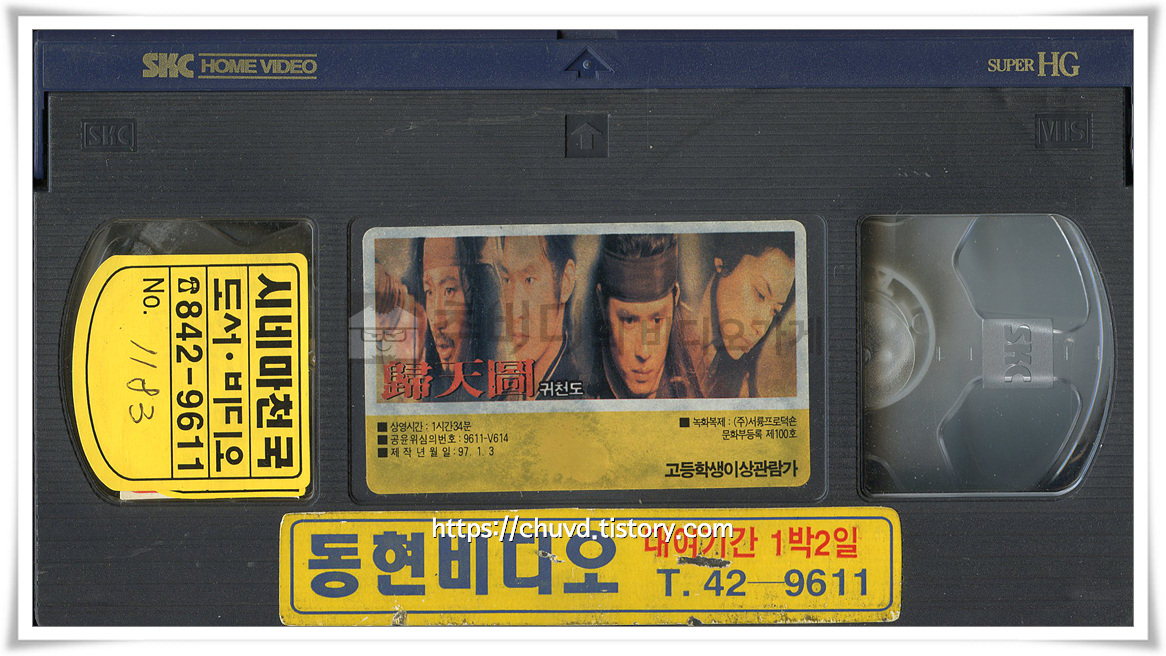 SKC HOME VIDEO
SUPER HG
SKC
VHS
시네마천국
도서·비디오
☎842-9611
No. 1183
歸天圖 귀천도
■ 상영시간 : 1시간34분
■ 공윤위심의번호 : 9611-V614
■ 제 작 년 월 일 : 97. 1. 3
■ 녹화복제 : (주)서륭프로덕숀
문화부등록 제100호
고등학생이상관람가
SKC
https://chuvd.tistory.com
동현비디오
대여기간 1박2일
T. 42-9611